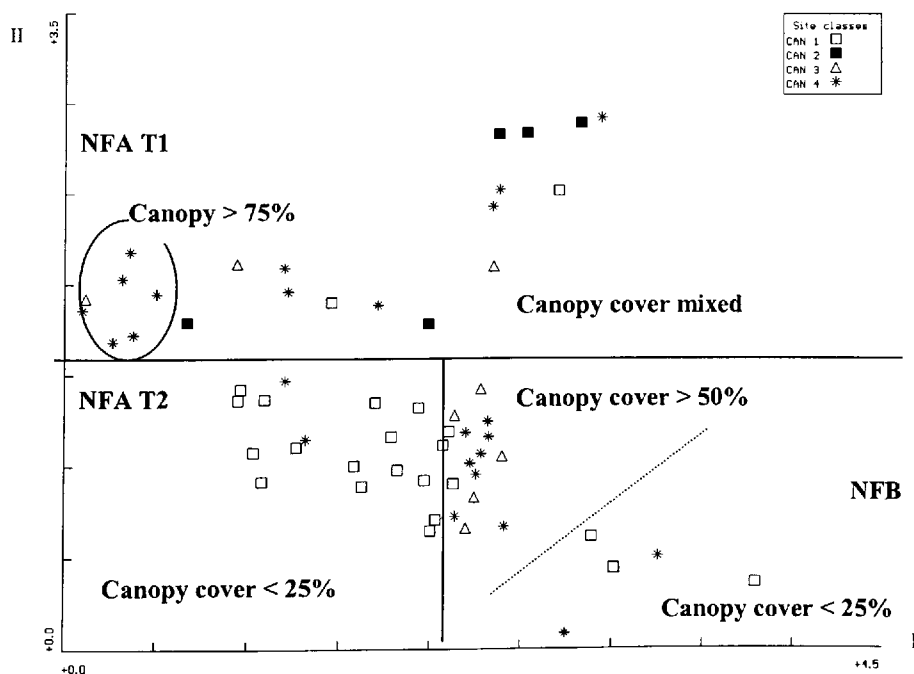 II
+3.5
Site classes
CAN 1
CAN 2
CAN 3
CAN 4
NFA T1
Canopy > 75%
Canopy cover mixed
NFA T2
Canopy cover > 50%
NFB
Canopy cover < 25%
Canopy cover < 25%
+0.0
+0.0
+4.5
I